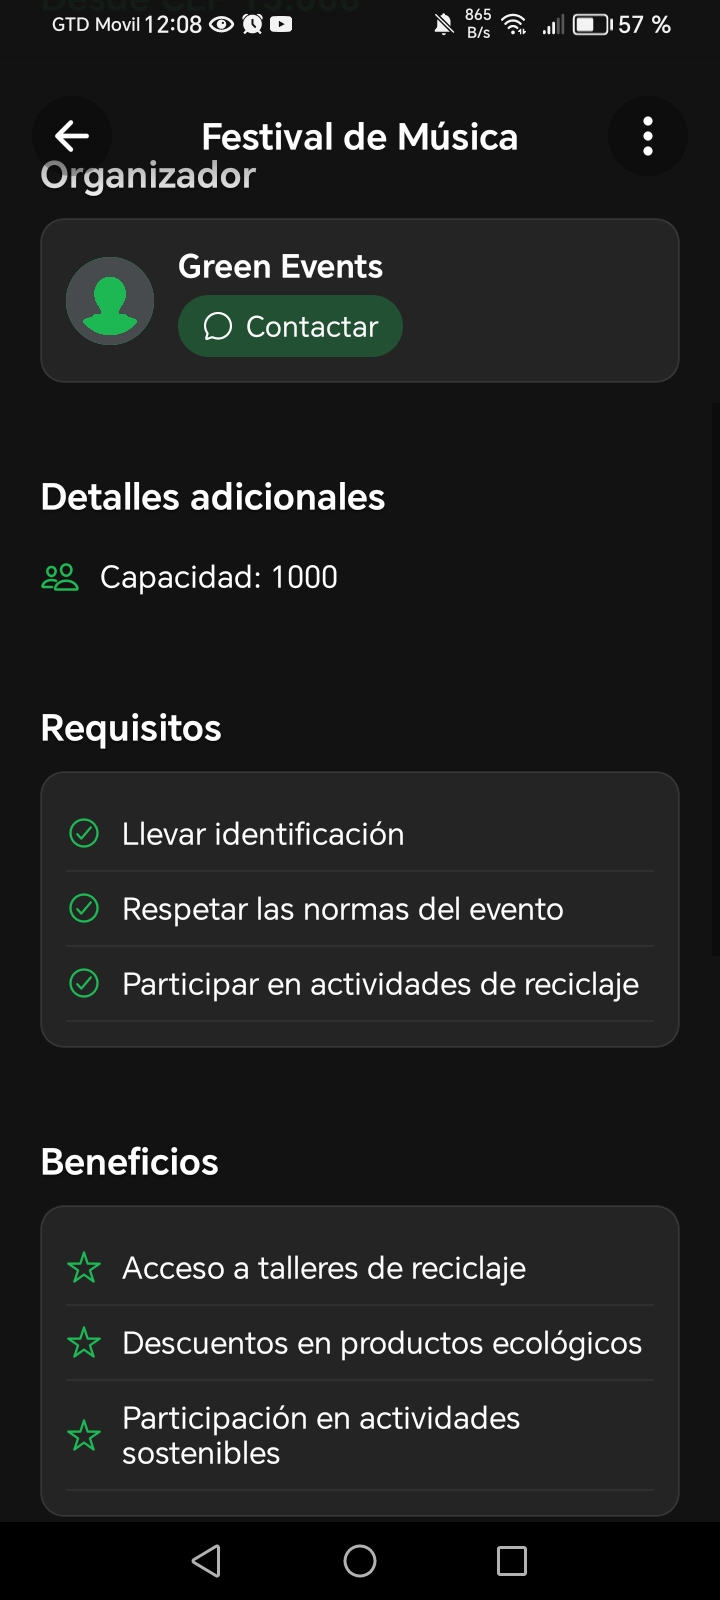 GTD Movil 12:08
865
B/s
57 %
Festival de Música
Organizador
Green Events
Contactar
Detalles adicionales
Capacidad: 1000
Requisitos
Llevar identificación
Respetar las normas del evento
Participar en actividades de reciclaje
Beneficios
Acceso a talleres de reciclaje
Descuentos en productos ecológicos
Participación en actividades
sostenibles